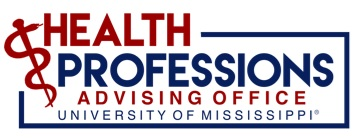 HEALTH
PROFESSIONS
ADVISING OFFICE
UNIVERSITY OF MISSISSIPPI®